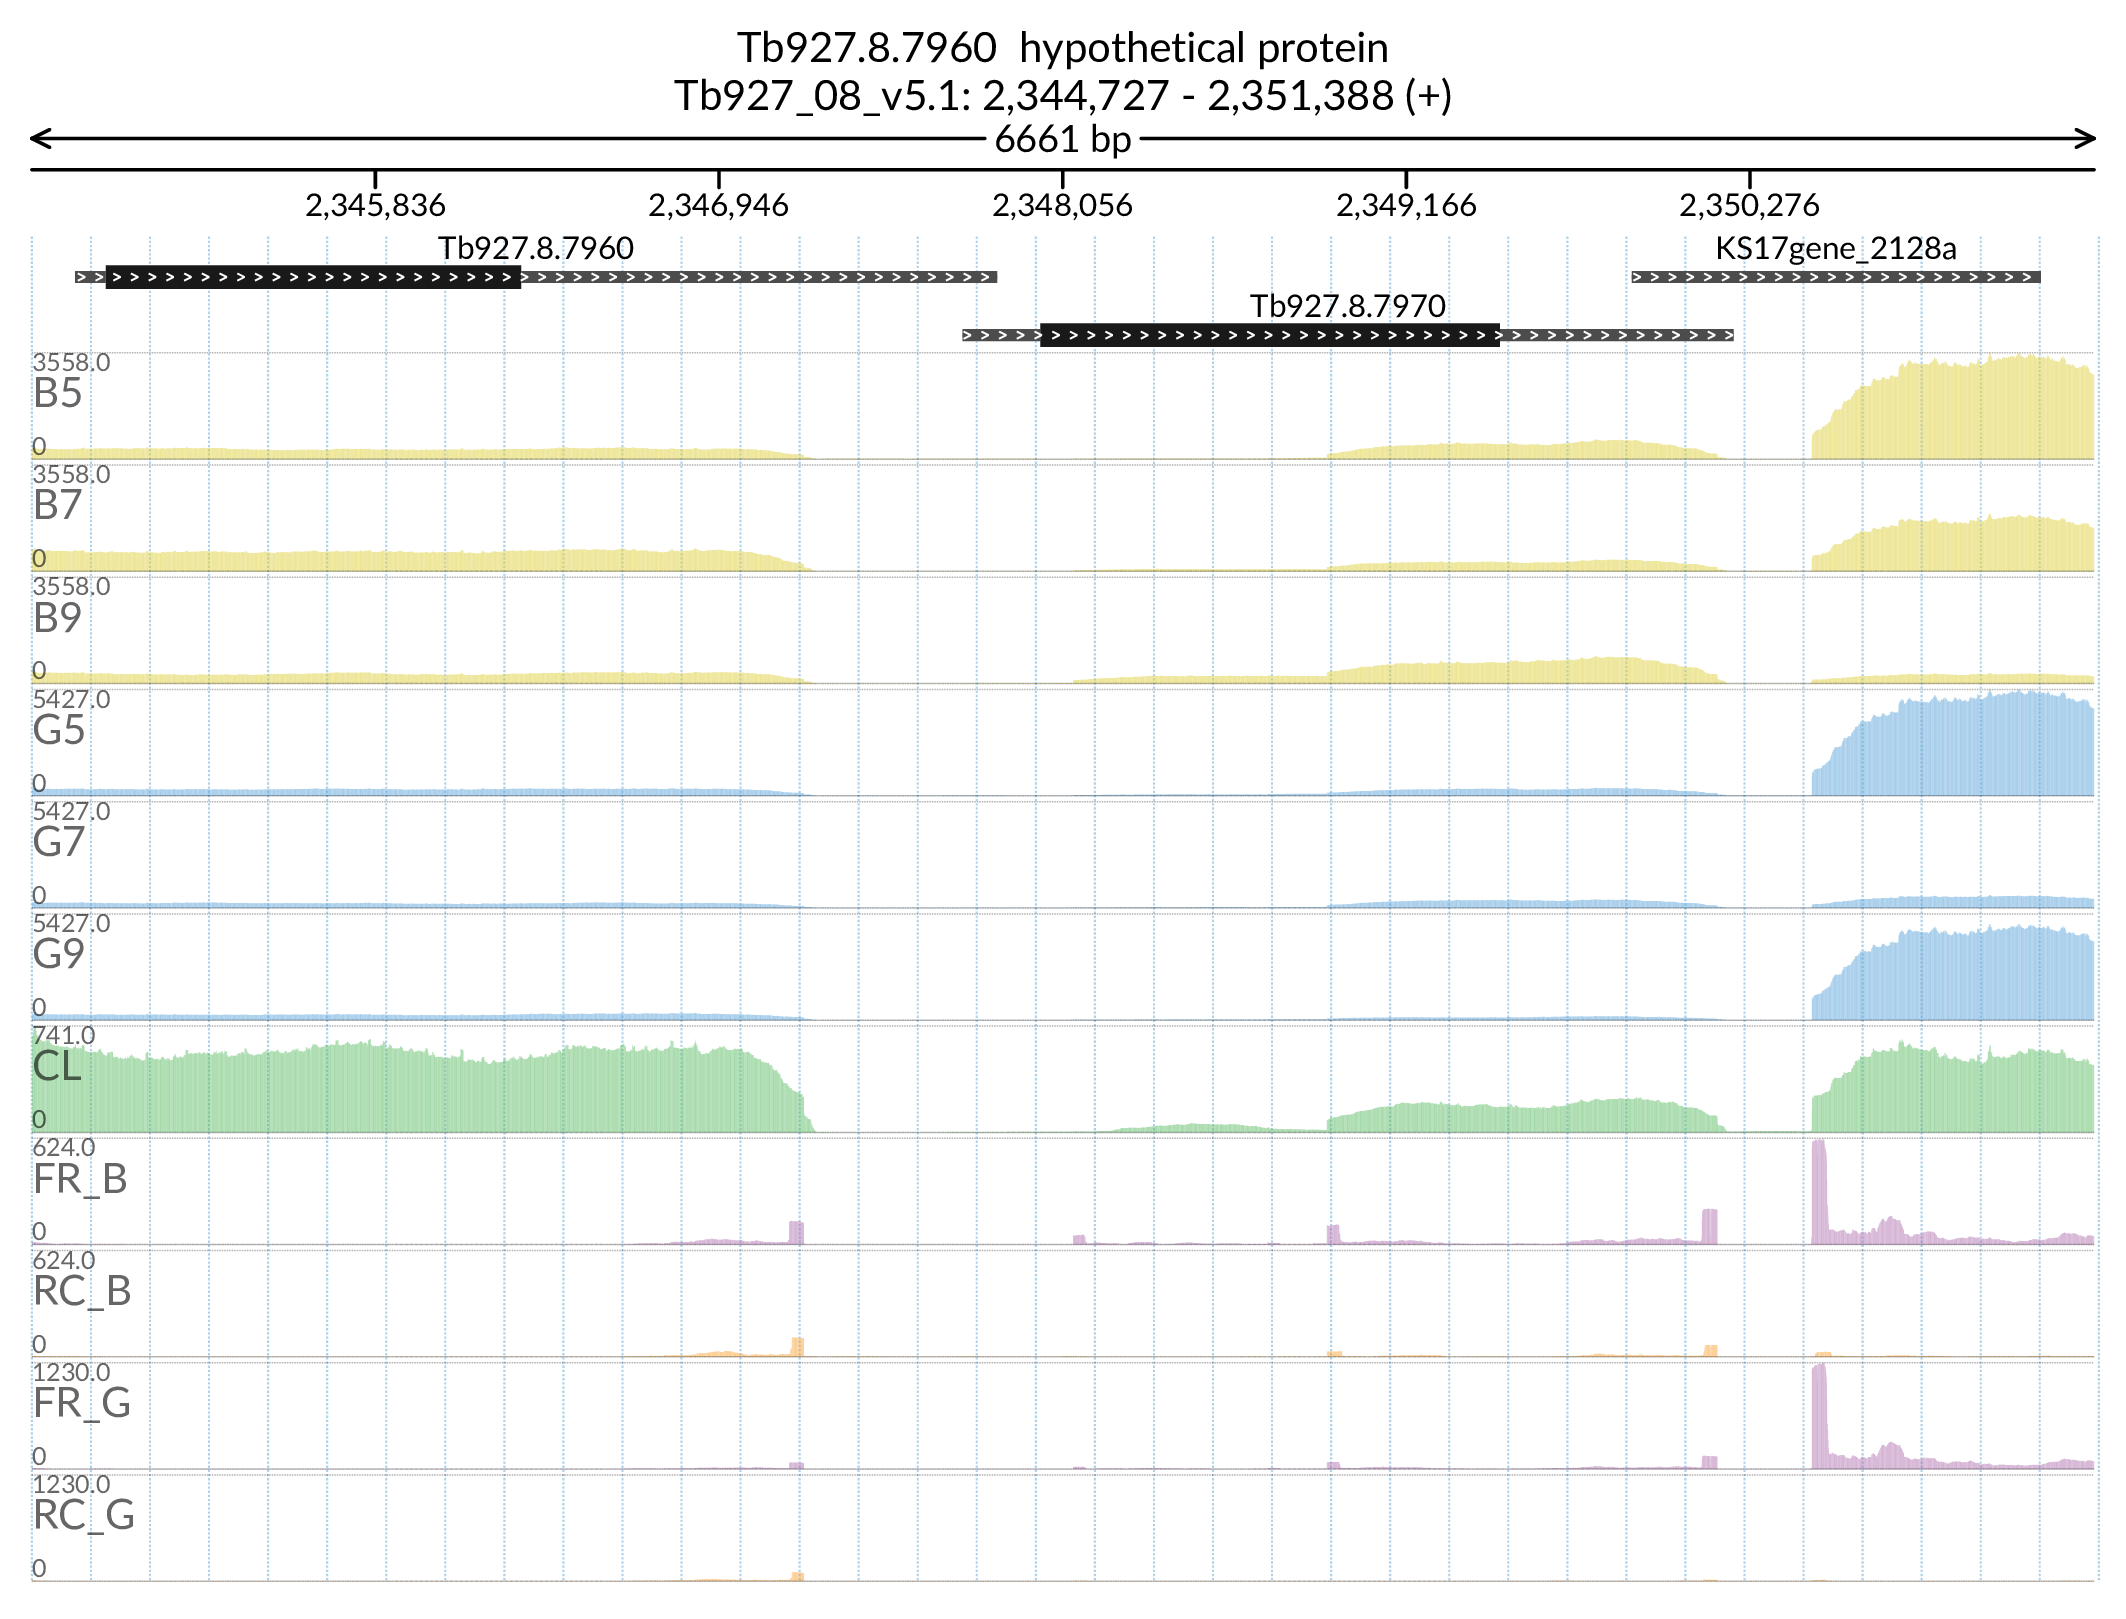 Tb927.8.7960  hypothetical protein
Tb927_08_v5.1: 2,344,727 - 2,351,388 (+)
6661 bp
2,345,836 2,346,946 2,348,056 2,349,166 2,350,276
Tb927.8.7960 KS17gene_2128a
Tb927.8.7970
3558.0
B5
0
3558.0
B7
0
3558.0
B9
0
5427.0
G5
0
5427.0
G7
0
5427.0
G9
0
741.0
CL
0
624.0
FR_B
0
624.0
RC_B
0
1230.0
FR_G
0
1230.0
RC_G
0